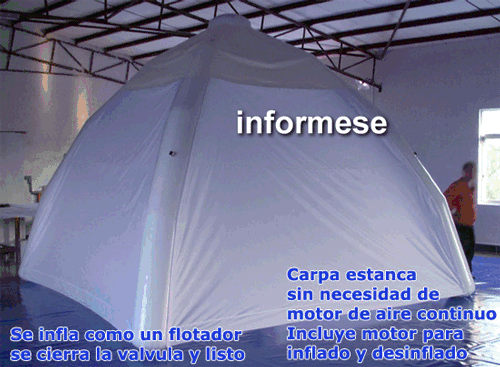 informese
Carpa estanca
sin necesidad de
motor de aire continuo
Incluye motor para
inflado y desinflado
Se infla como un flotador
se cierra la valvula y listo